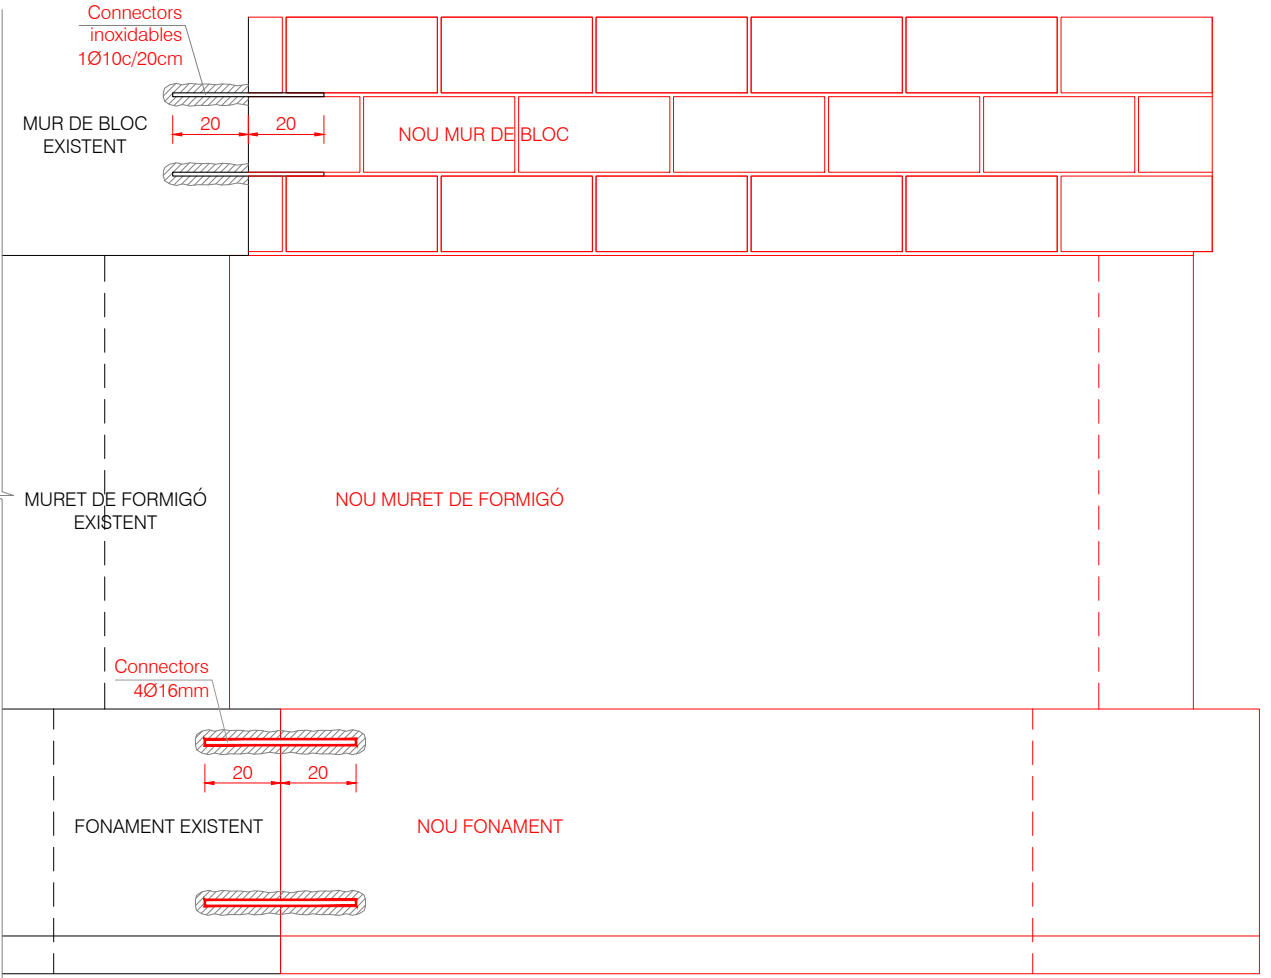 Connectors
inoxidables
1Ø10c/20cm
MUR DE BLOC
EXISTENT
20
20
NOU MUR DE BLOC
MURET DE FORMIGÓ
EXISTENT
NOU MURET DE FORMIGÓ
Connectors
4Ø16mm
20
20
FONAMENT EXISTENT
NOU FONAMENT